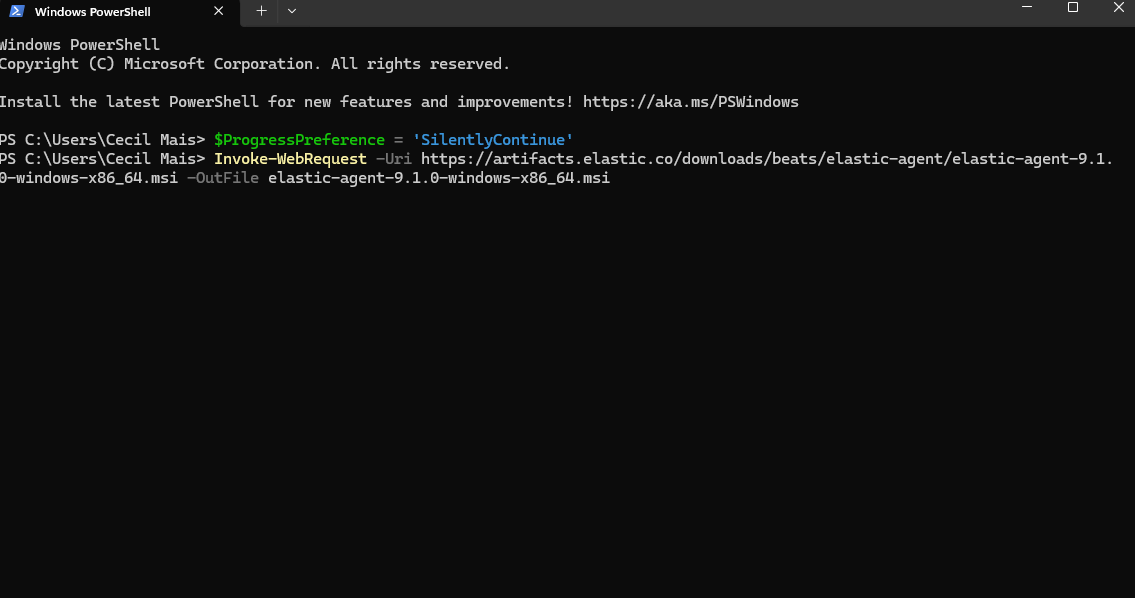 Windows PowerShell
Windows PowerShell
Copyright (C) Microsoft Corporation. All rights reserved.
Install the latest PowerShell for new features and improvements! https://aka.ms/PSWindows
PS C:\Users\Cecil Mais> $ProgressPreference = 'SilentlyContinue'
PS C:\Users\Cecil Mais> Invoke-WebRequest -Uri https://artifacts.elastic.co/downloads/beats/elastic-agent/elastic-agent-9.1.
0-windows-x86_64.msi -OutFile elastic-agent-9.1.0-windows-x86_64.msi